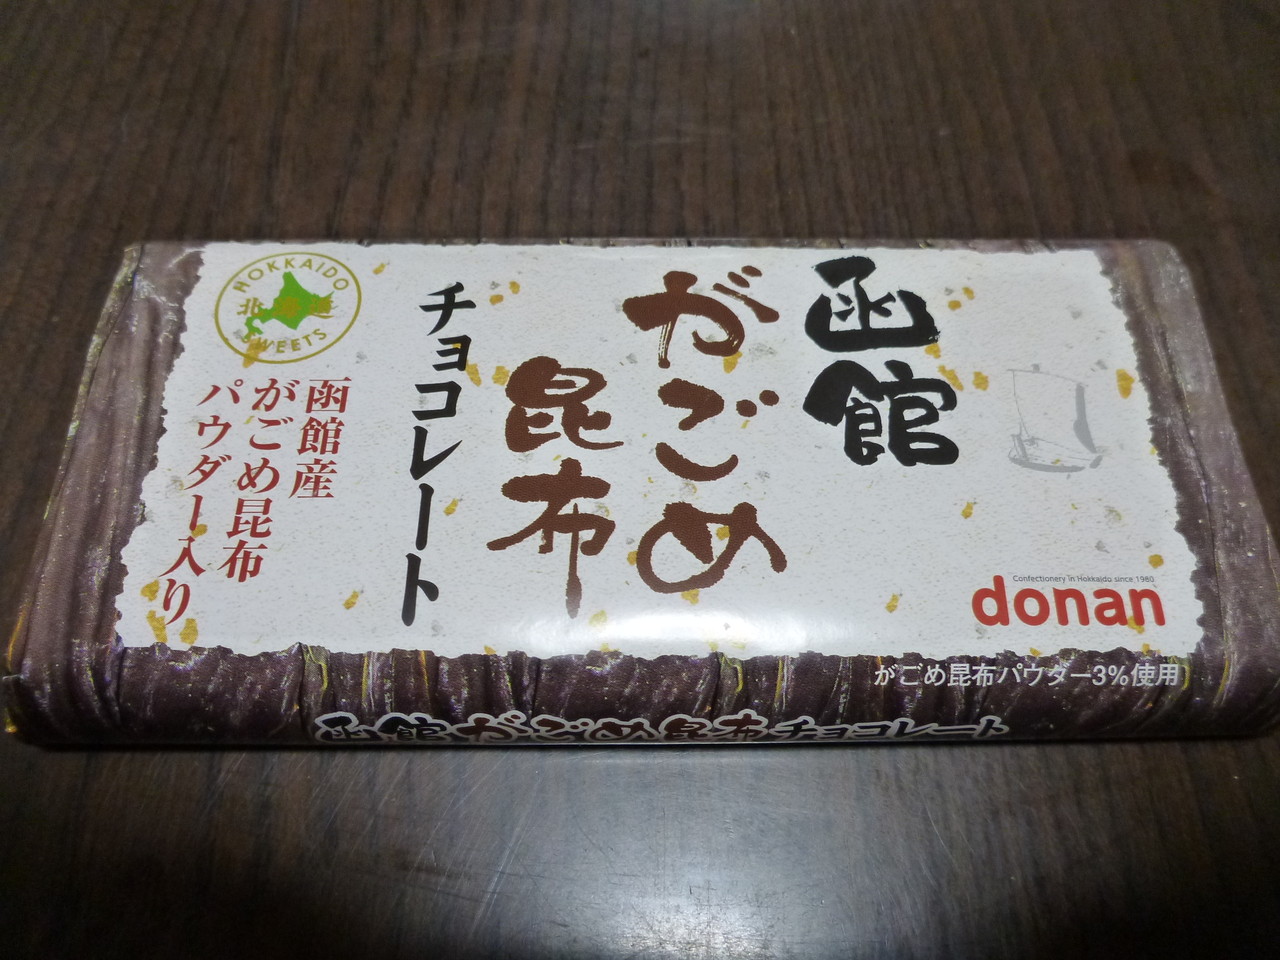 函館
がごめ
昆布
チョコレート
HOKKAIDO
北海道
SWEETS
函館産
がごめ昆布
パウダー入り
Confectionery in Hokkaido since 1980
donan
がごめ昆布パウダー3%使用
函館がごめ昆布チョコレート